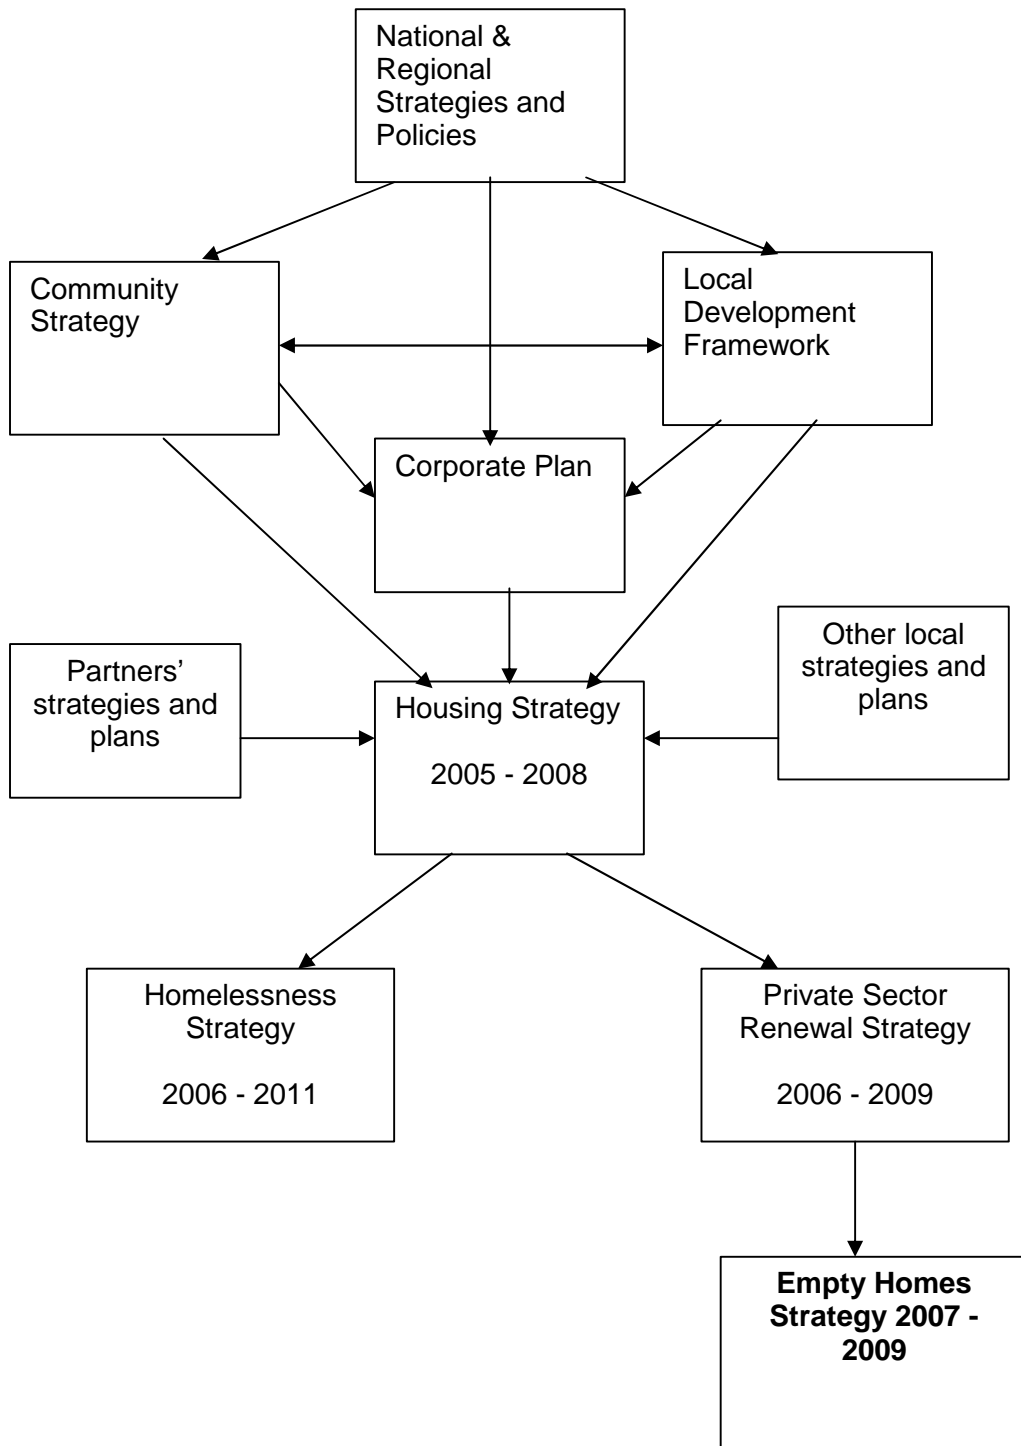 National &
Regional
Strategies and
Policies
Community
Strategy
Local
Development
Framework
Corporate Plan
Partners’
strategies and
plans
Housing Strategy
2005 - 2008
Other local
strategies and
plans
Homelessness
Strategy
2006 - 2011
Private Sector
Renewal Strategy
2006 - 2009
Empty Homes
Strategy 2007 -
2009